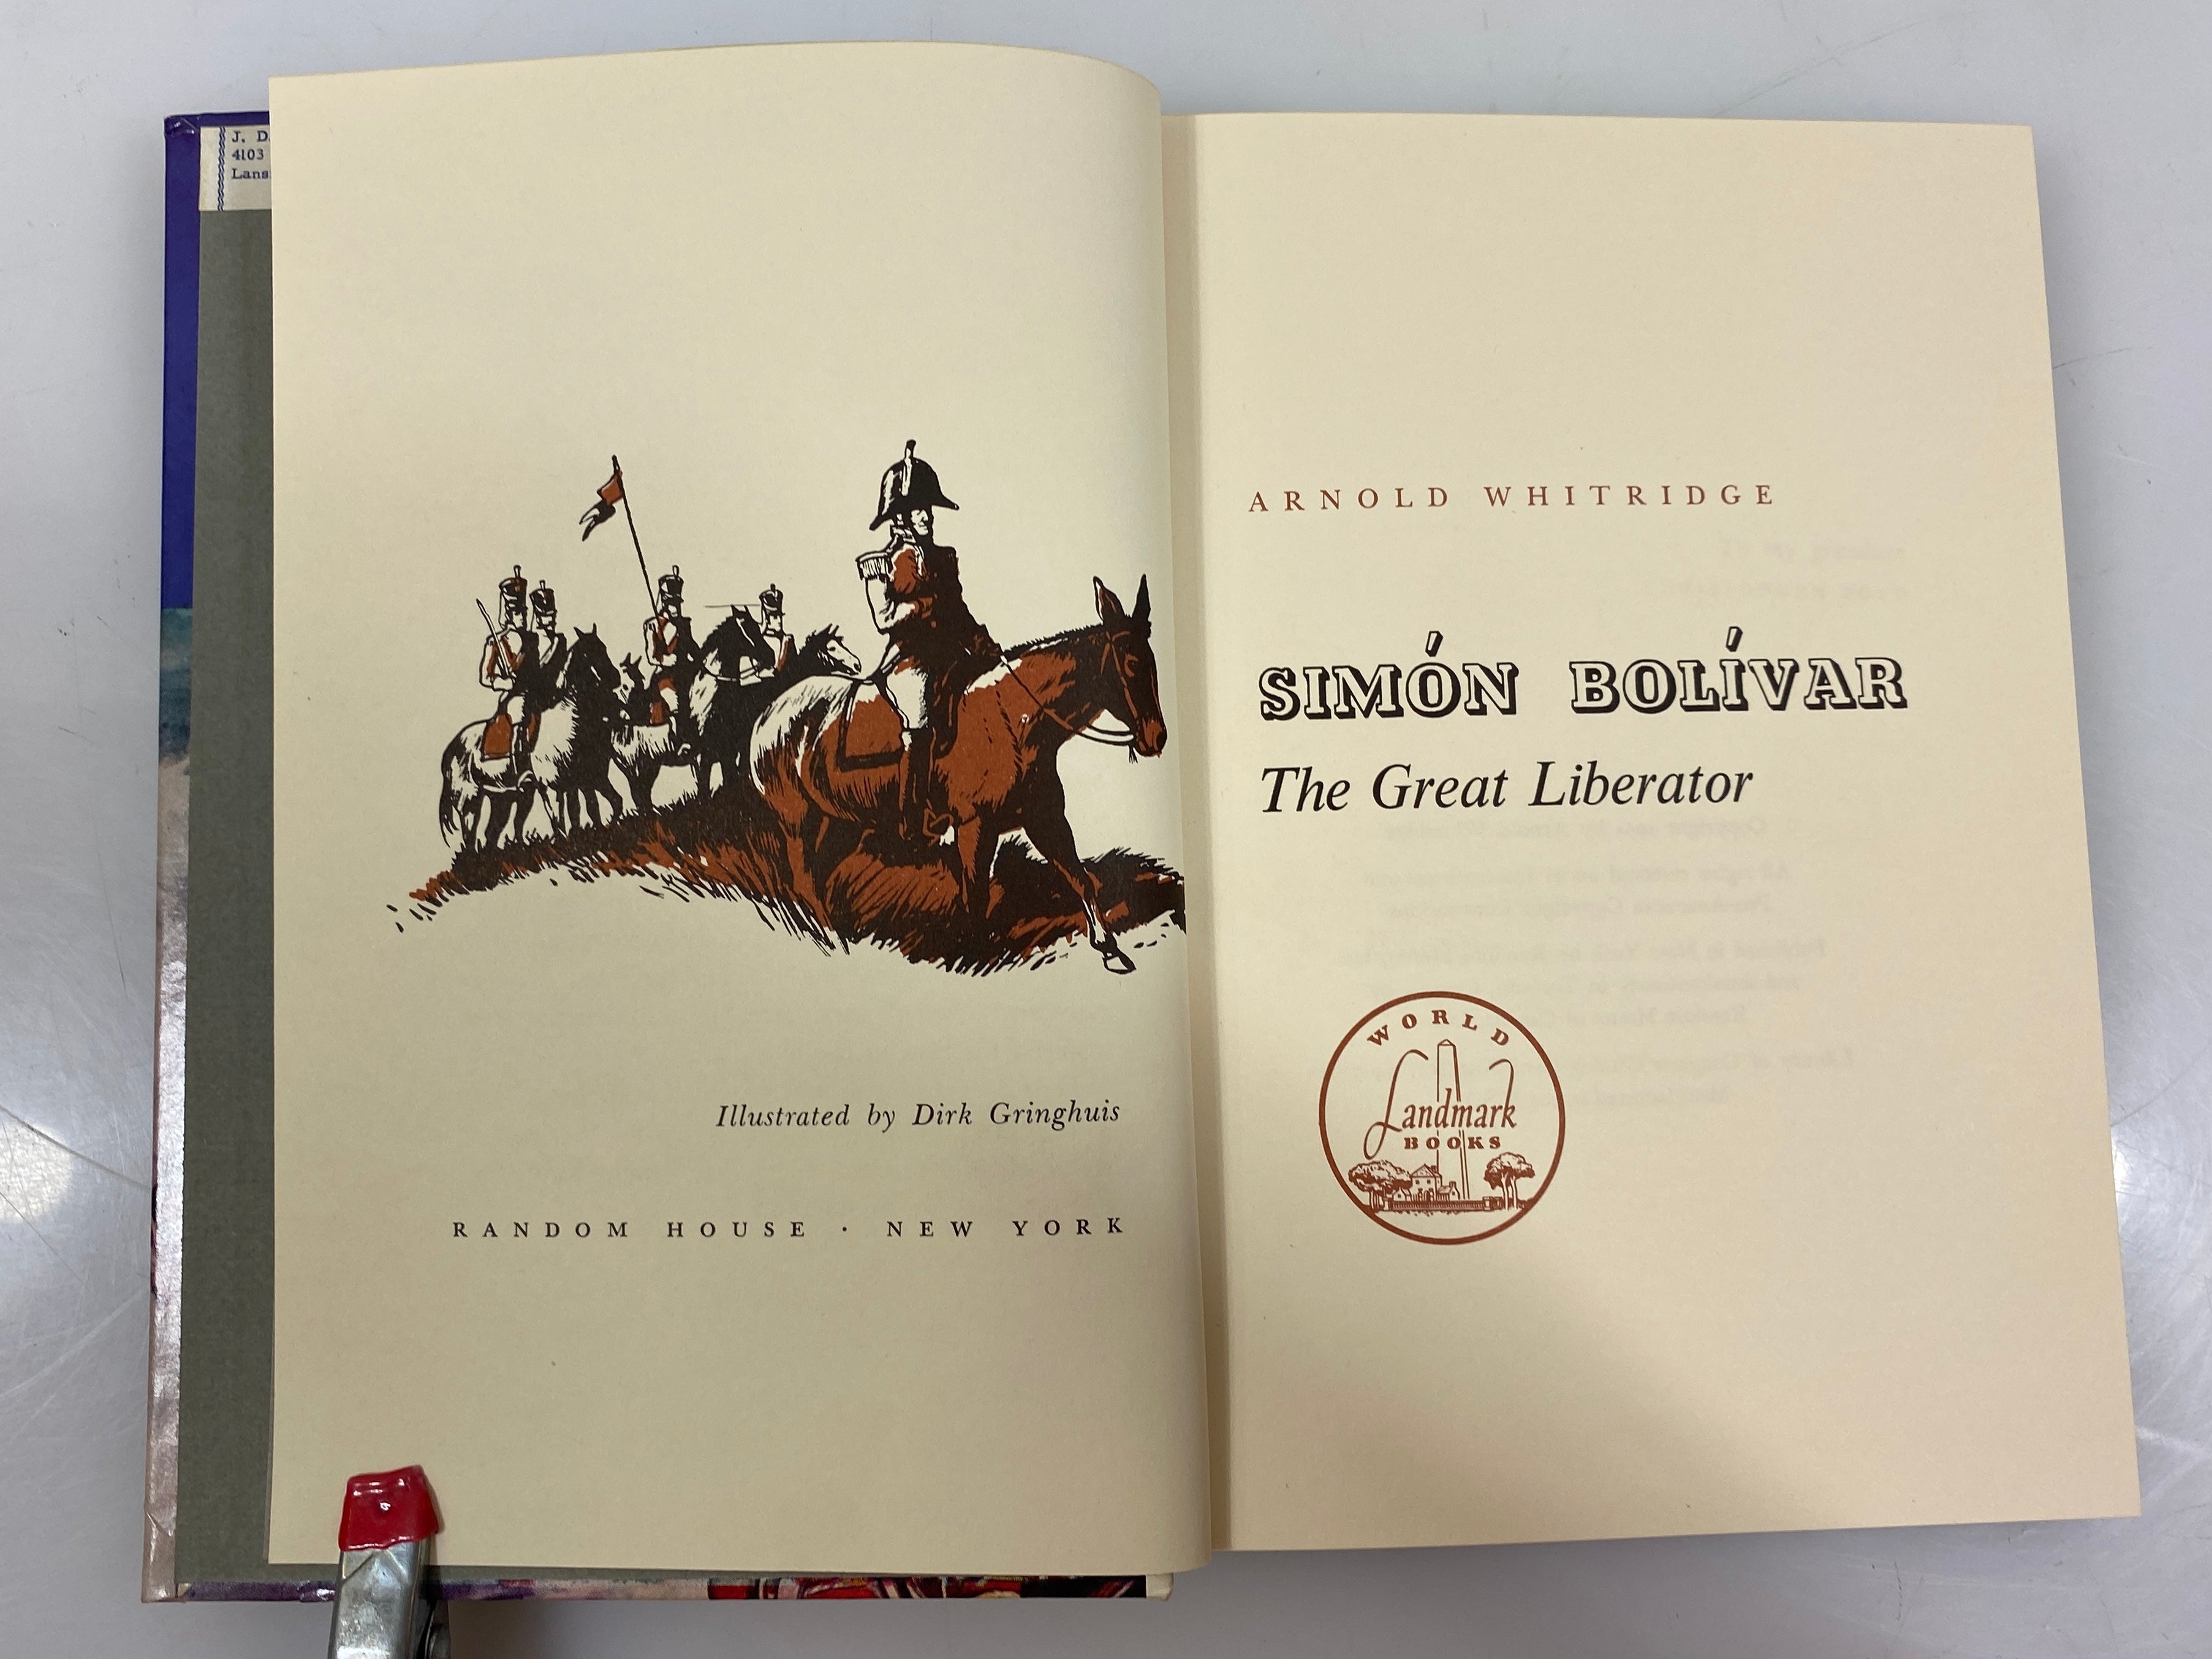 J. D.
4103
Lans
Illustrated by Dirk Gringhuis
RANDOM HOUSE · NEW YORK
ARNOLD WHITRIDGE
SIMÓN BOLÍVAR
The Great Liberator
WORLD
Landmark
BOOKS